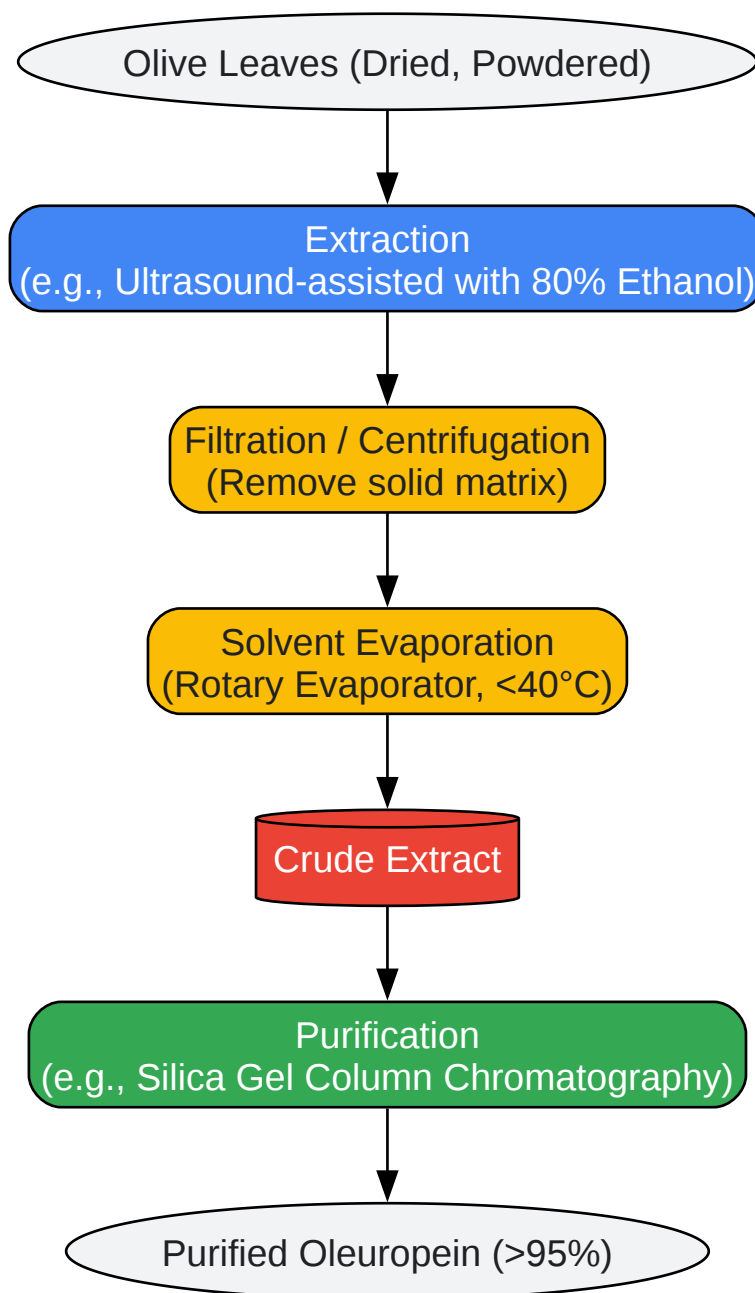 Olive Leaves (Dried, Powdered)
Extraction
(e.g., Ultrasound-assisted with 80% Ethanol)
Filtration / Centrifugation
(Remove solid matrix)
Solvent Evaporation
(Rotary Evaporator, <40°C)
Crude Extract
Purification
(e.g., Silica Gel Column Chromatography)
Purified Oleuropein (>95%)